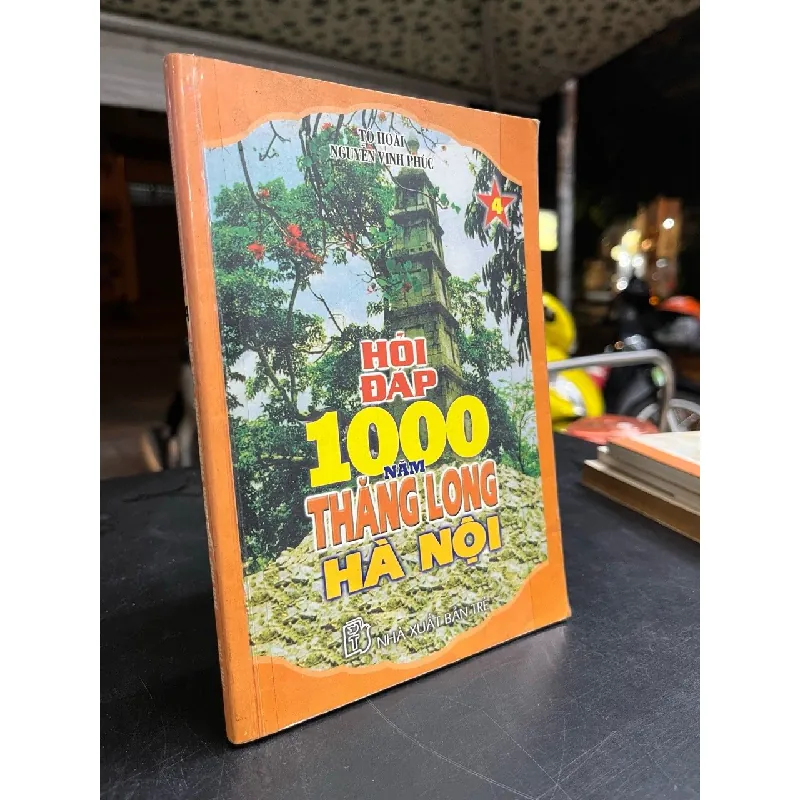 TÔ HOÀI
NGUYỄN VINH PHÚC
4
HỎI
ĐÁP
1000
NĂM
THĂNG LONG
HÀ NỘI
NHÀ XUẤT BẢN TRẺ